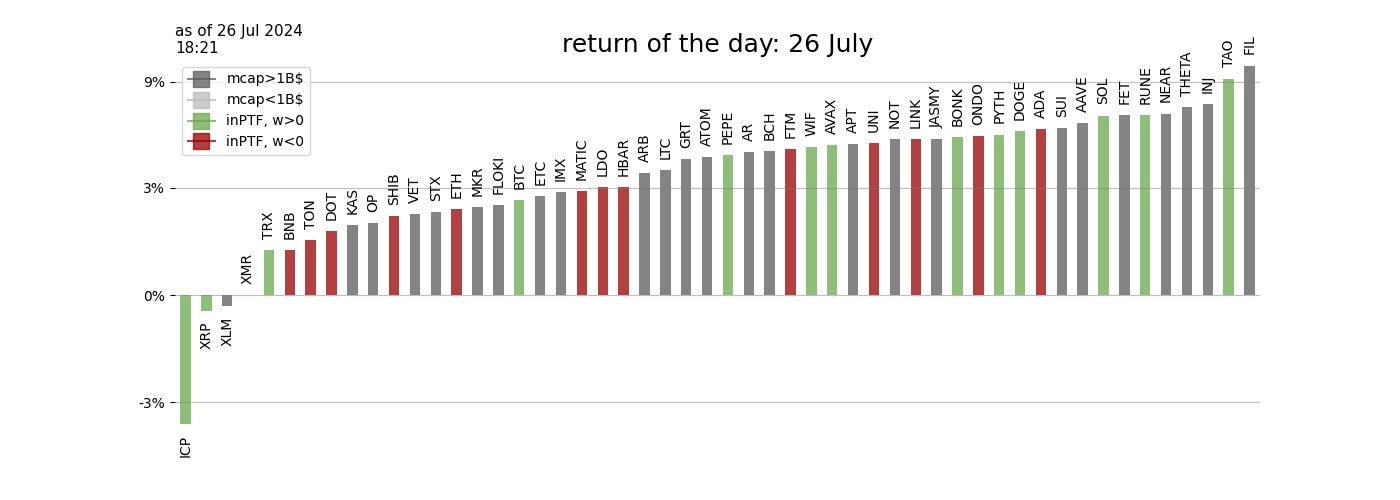 as of 26 Jul 2024
18:21
return of the day: 26 July
mcap>1B$
mcap<1B$
inPTF, w>0
inPTF, w<0
9%
3%
0%
-3%
ICP
XRP
XLM
XMR
TRX
BNB
TON
DOT
KAS
OP
SHIB
VET
STX
ETH
MKR
FLOKI
BTC
ETC
IMX
MATIC
LDO
HBAR
ARB
LTC
GRT
ATOM
PEPE
AR
BCH
FTM
WIF
AVAX
APT
UNI
NOT
LINK
JASMY
BONK
ONDO
PYTH
DOGE
ADA
SUI
AAVE
SOL
FET
RUNE
NEAR
THETA
INJ
TAO
FIL